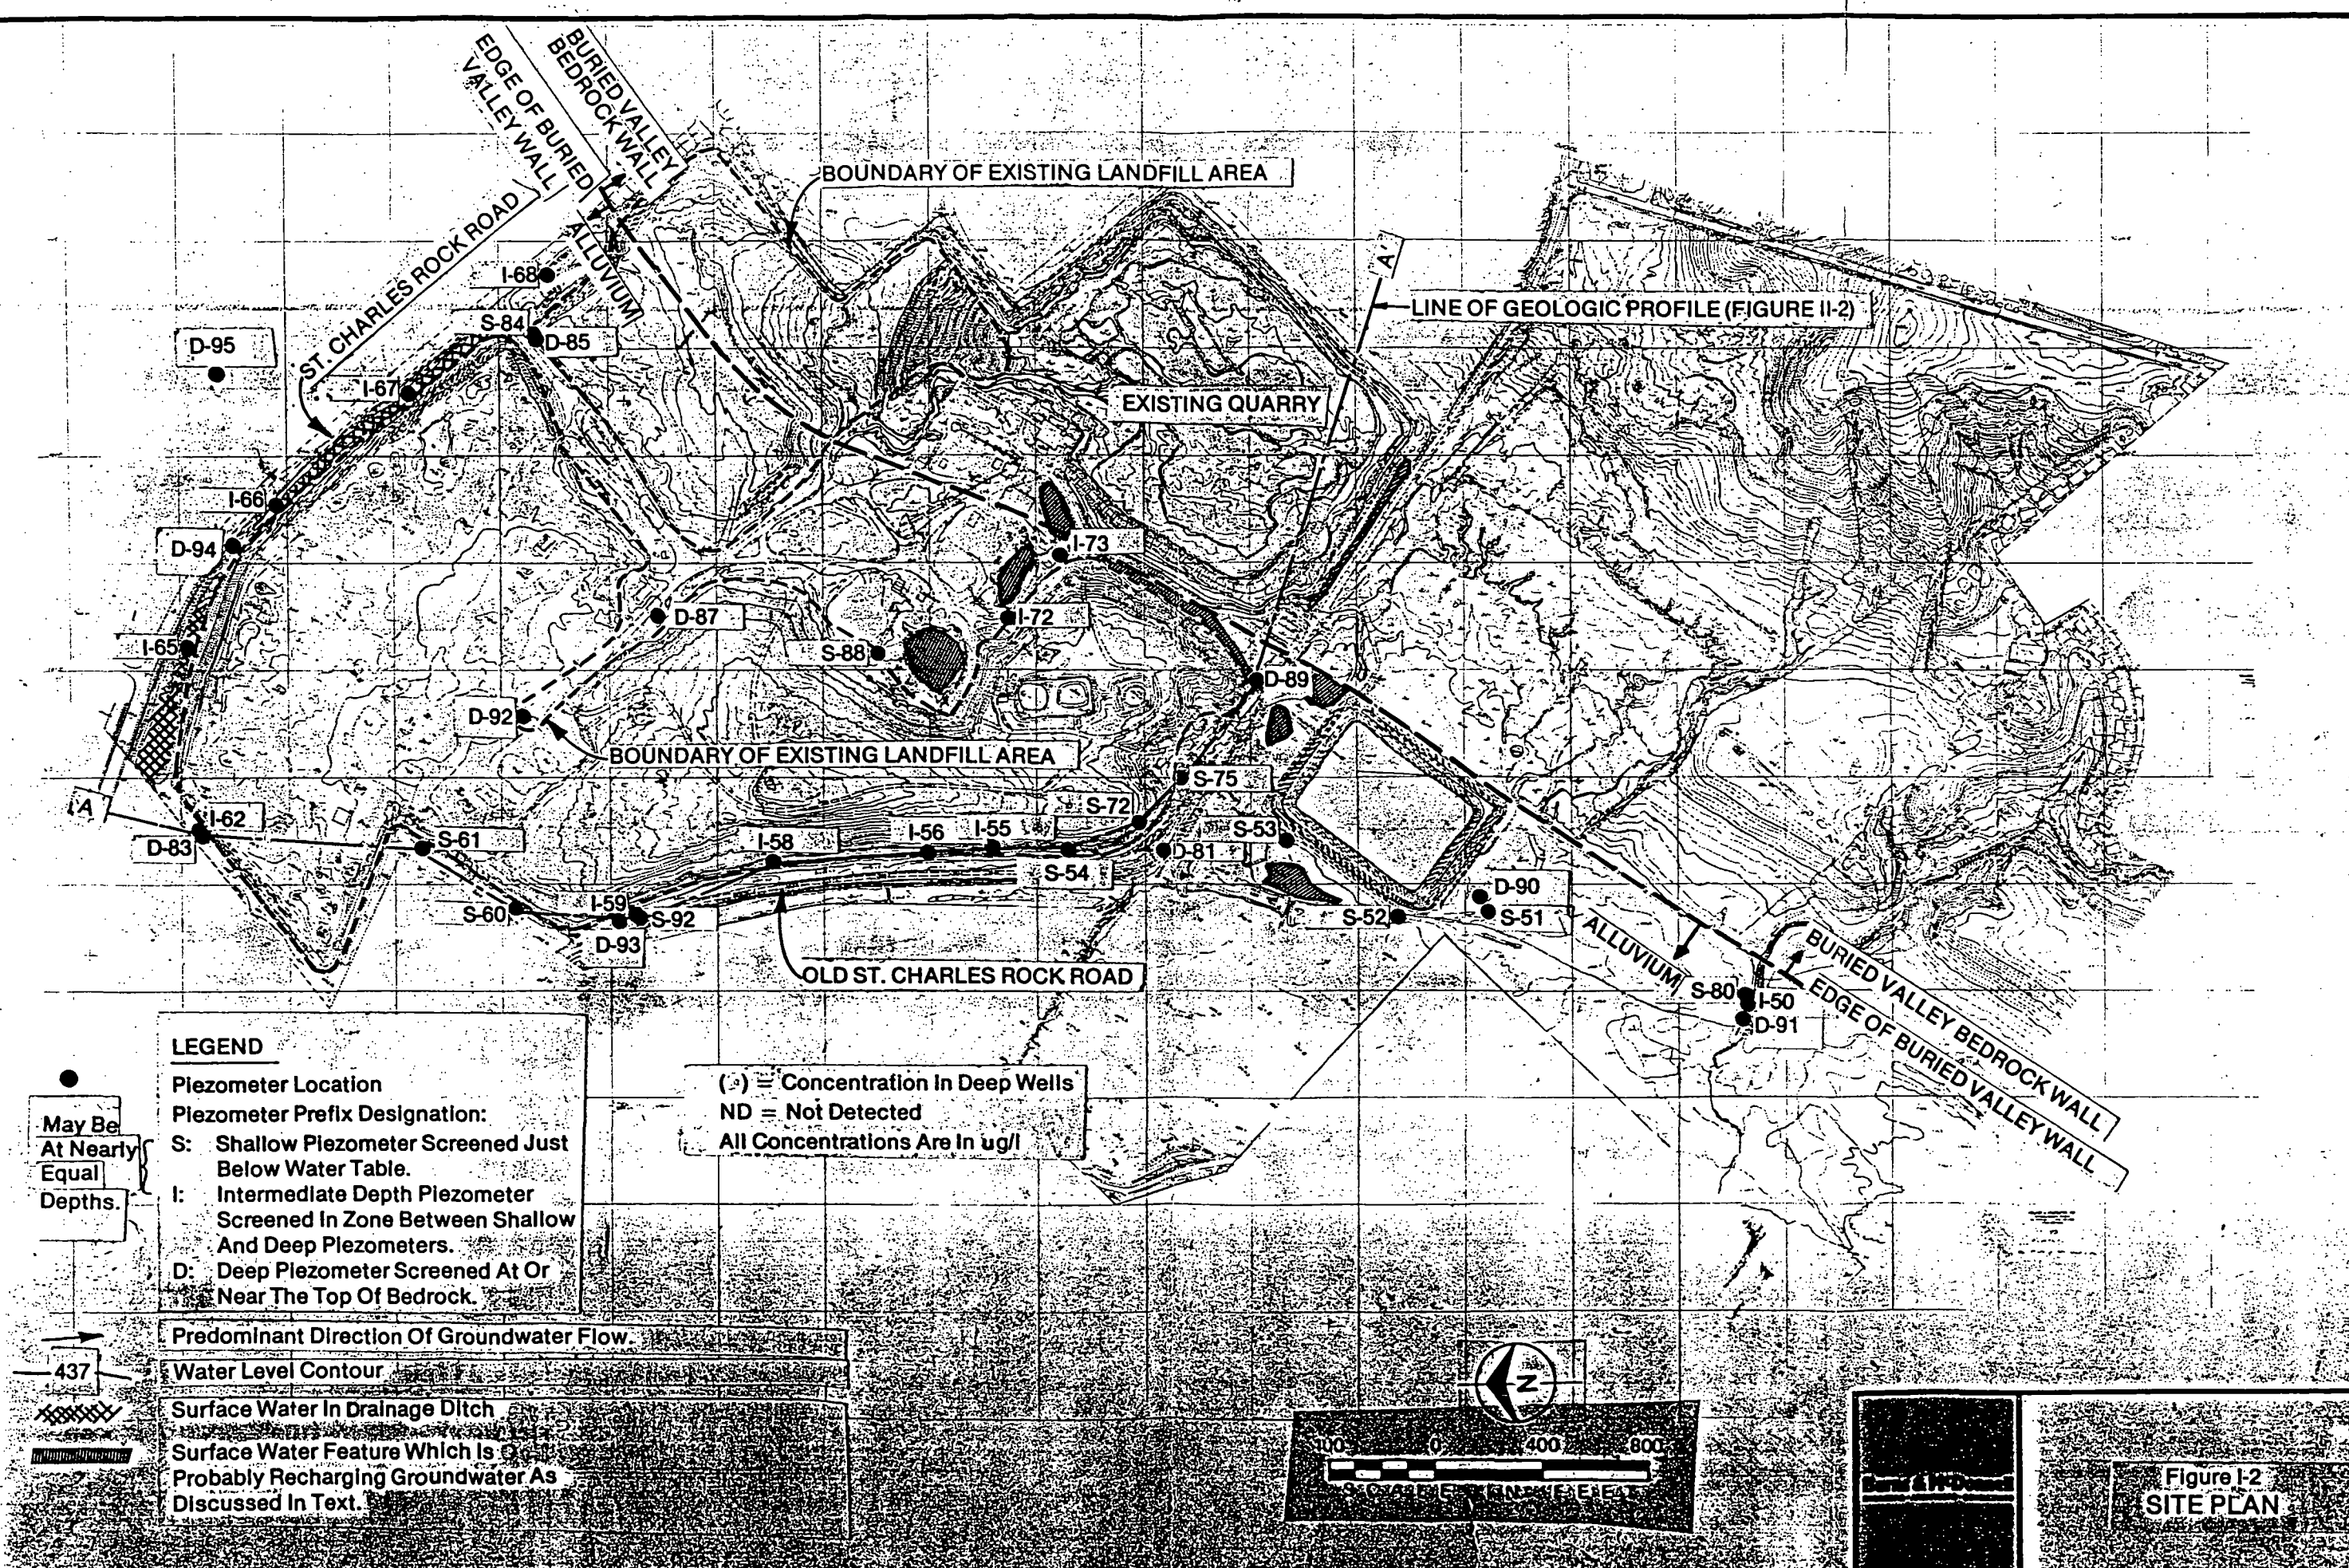 EDGE OF BURIED
VALLEY WALL
BURIED VALLEY
BEDROCK WALL
ALLUVIUM
BOUNDARY OF EXISTING LANDFILL AREA
ST. CHARLES ROCK ROAD
A'
LINE OF GEOLOGIC PROFILE (FIGURE II-2)
I-68
S-84
D-85
D-95
I-67
EXISTING QUARRY
I-66
D-94
I-73
I-65
D-87
I-72
S-88
D-89
D-92
BOUNDARY OF EXISTING LANDFILL AREA
S-75
A
I-62
D-83
S-61
I-58
I-56
I-55
S-72
S-53
D-81
S-54
S-60
I-59
S-92
D-93
D-90
S-51
S-52
OLD ST. CHARLES ROCK ROAD
ALLUVIUM
S-80
I-50
D-91
BURIED VALLEY BEDROCK WALL
EDGE OF BURIED VALLEY WALL
LEGEND
Piezometer Location
Piezometer Prefix Designation:
May Be
At Nearly
Equal
Depths.
S: Shallow Piezometer Screened Just
Below Water Table.
I: Intermediate Depth Piezometer
Screened In Zone Between Shallow
And Deep Piezometers.
D: Deep Piezometer Screened At Or
Near The Top Of Bedrock.
( ) = Concentration In Deep Wells
ND = Not Detected
All Concentrations Are In ug/l
Predominant Direction Of Groundwater Flow.
437
Water Level Contour
Surface Water In Drainage Ditch
Surface Water Feature Which Is
Probably Recharging Groundwater As
Discussed In Text.
N
0 400 800
SCALE IN FEET
Burns & McDonnell
Figure I-2
SITE PLAN